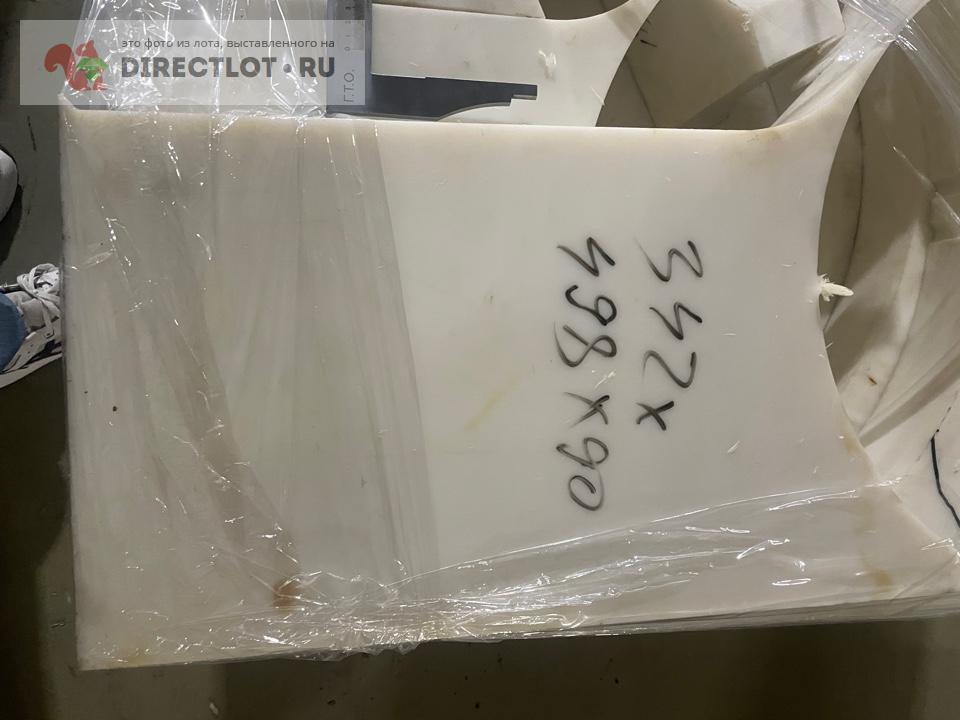 это фото из лота, выставленного на
DIRECTLOT.RU
Г.Т.О.
342x
498x90